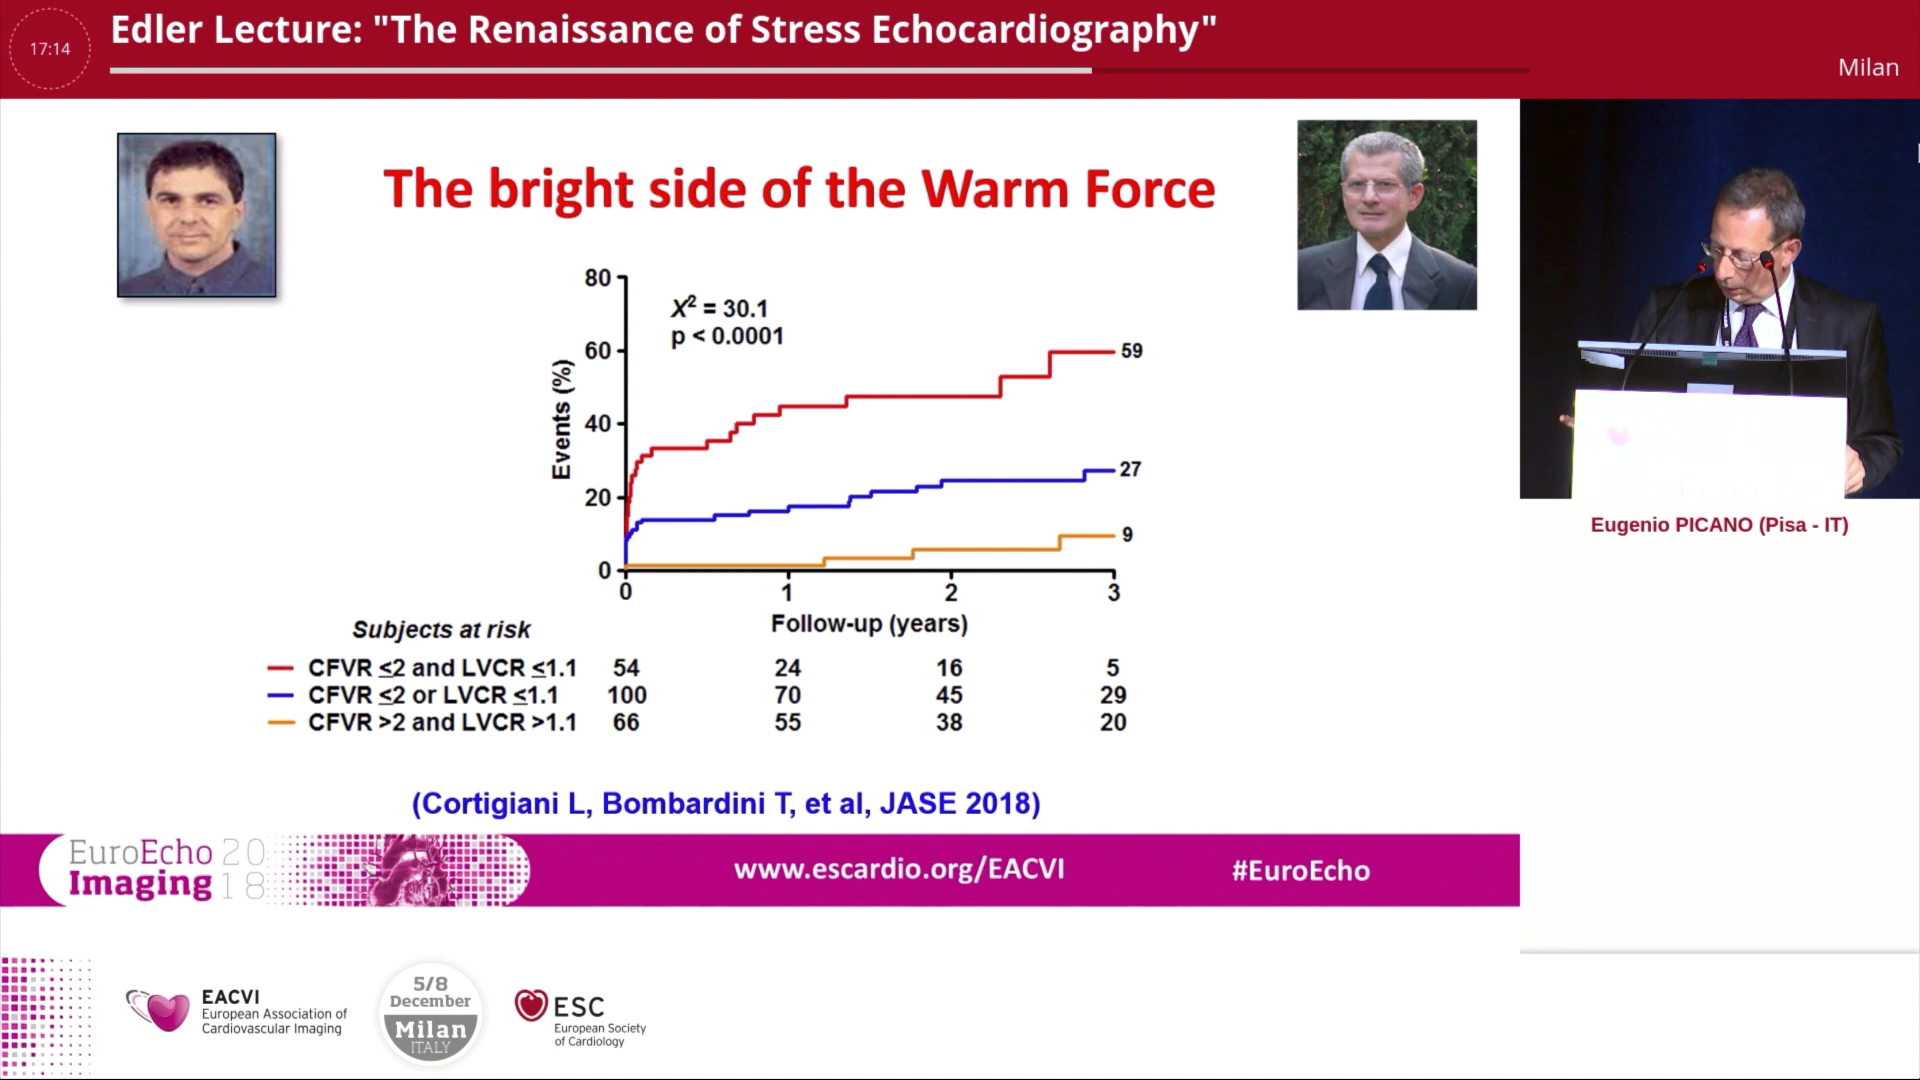 17:14
Edler Lecture: "The Renaissance of Stress Echocardiography"
Milan
The bright side of the Warm Force
80
60
40
20
0
Events (%)
X² = 30.1
p < 0.0001
59
27
9
0 1 2 3
Follow-up (years)
Subjects at risk
CFVR ≤2 and LVCR ≤1.1 54 24 16 5
CFVR ≤2 or LVCR ≤1.1 100 70 45 29
CFVR >2 and LVCR >1.1 66 55 38 20
(Cortigiani L, Bombardini T, et al, JASE 2018)
Eugenio PICANO (Pisa - IT)
EuroEcho 20
Imaging 18
www.escardio.org/EACVI
#EuroEcho
EACVI
European Association of
Cardiovascular Imaging
5/8
December
Milan
ITALY
ESC
European Society
of Cardiology